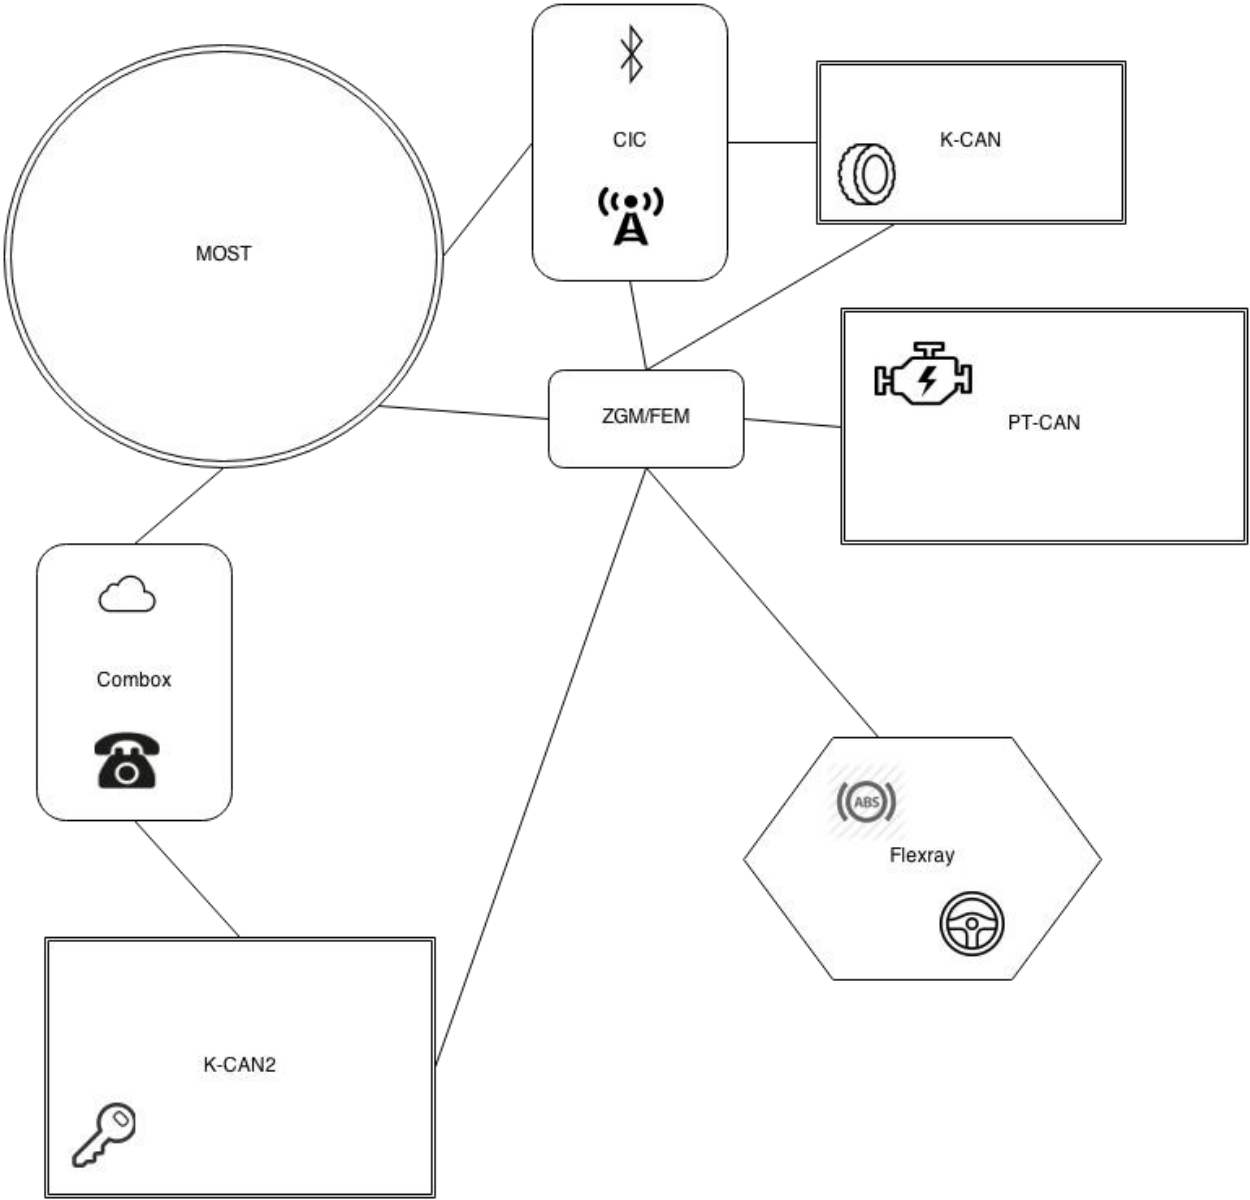 CIC
K-CAN
MOST
ZGM/FEM
PT-CAN
Combox
ABS
Flexray
K-CAN2